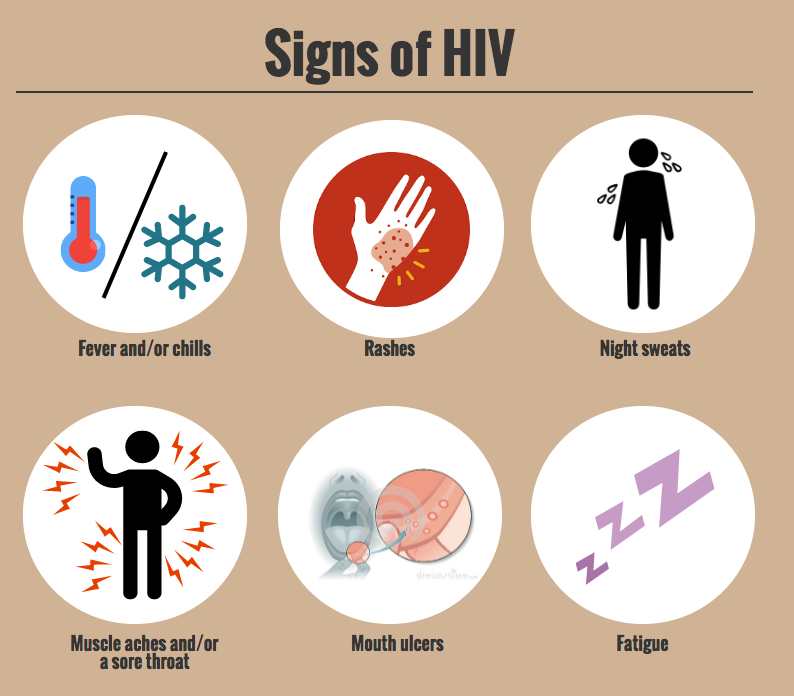 Signs of HIV
Fever and/or chills
Rashes
Night sweats
Muscle aches and/or
a sore throat
Mouth ulcers
Fatigue